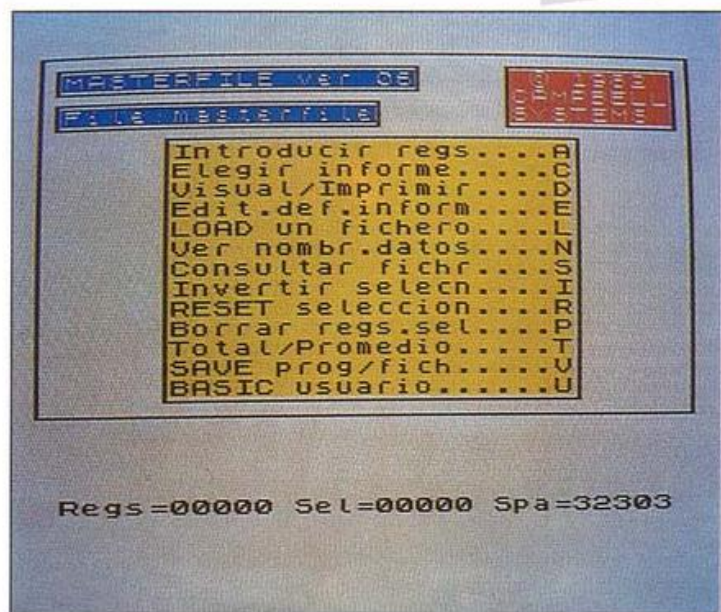 MASTERFILE ver 08
File:masterfile
Introducir regs....A
Elegir informe.....C
Visual/Imprimir....D
Edit.def.inform....E
LOAD un fichero....L
Ver nombr.datos....N
Consultar fichr....S
Invertir selecn....I
RESET seleccion....R
Borrar regs.sel....P
Total/Promedio.....T
SAVE prog/fich.....V
BASIC usuario......U
Regs=00000 Sel=00000 Spa=32303